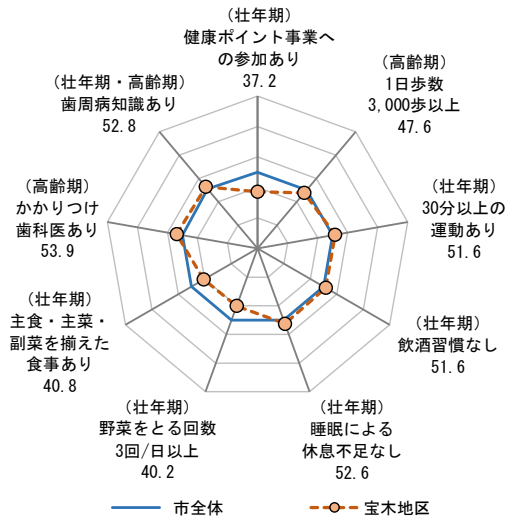 （壮年期）
健康ポイント事業へ
の参加あり
37.2
（高齢期）
1日歩数
3,000歩以上
47.6
（壮年期）
30分以上の
運動あり
51.6
（壮年期）
飲酒習慣なし
51.6
（壮年期）
睡眠による
休息不足なし
52.6
（壮年期）
野菜をとる回数
3回/日以上
40.2
（壮年期）
主食・主菜・
副菜を揃えた
食事あり
40.8
（高齢期）
かかりつけ
歯科医あり
53.9
（壮年期・高齢期）
歯周病知識あり
52.8
市全体
宝木地区